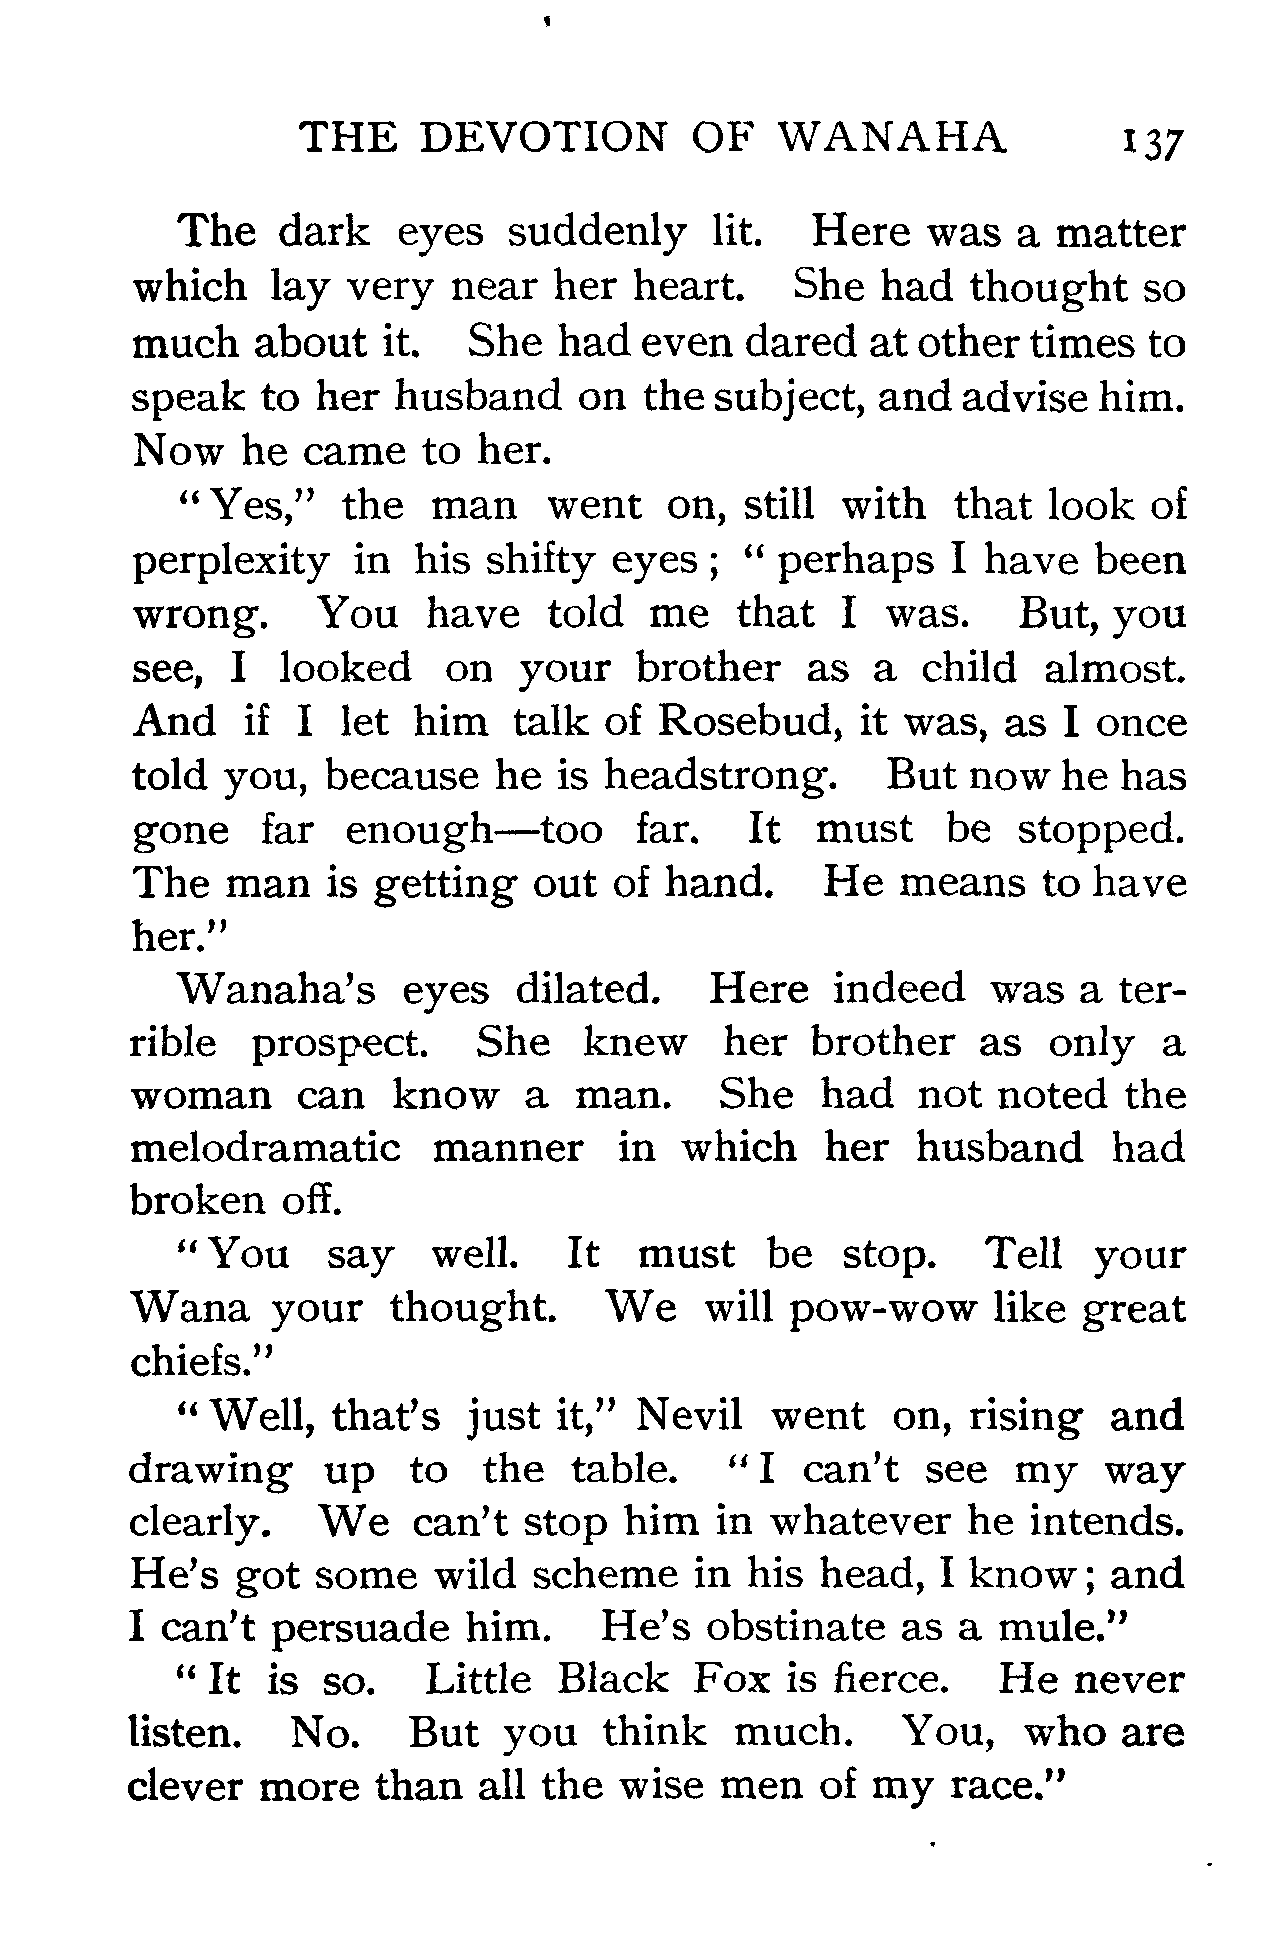 THE DEVOTION OF WANAHA 137
The dark eyes suddenly lit. Here was a matter
which lay very near her heart. She had thought so
much about it. She had even dared at other times to
speak to her husband on the subject, and advise him.
Now he came to her.
“Yes,” the man went on, still with that look of
perplexity in his shifty eyes; “perhaps I have been
wrong. You have told me that I was. But, you
see, I looked on your brother as a child almost.
And if I let him talk of Rosebud, it was, as I once
told you, because he is headstrong. But now he has
gone far enough—too far. It must be stopped.
The man is getting out of hand. He means to have
her.”
Wanaha’s eyes dilated. Here indeed was a ter-
rible prospect. She knew her brother as only a
woman can know a man. She had not noted the
melodramatic manner in which her husband had
broken off.
“You say well. It must be stop. Tell your
Wana your thought. We will pow-wow like great
chiefs.”
“Well, that’s just it,” Nevil went on, rising and
drawing up to the table. “I can’t see my way
clearly. We can’t stop him in whatever he intends.
He’s got some wild scheme in his head, I know; and
I can’t persuade him. He’s obstinate as a mule.”
“It is so. Little Black Fox is fierce. He never
listen. No. But you think much. You, who are
clever more than all the wise men of my race.”